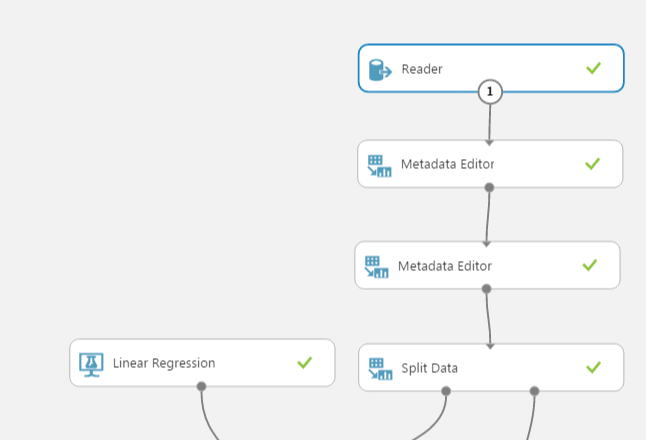 Reader
1
Metadata Editor
Metadata Editor
Linear Regression
Split Data